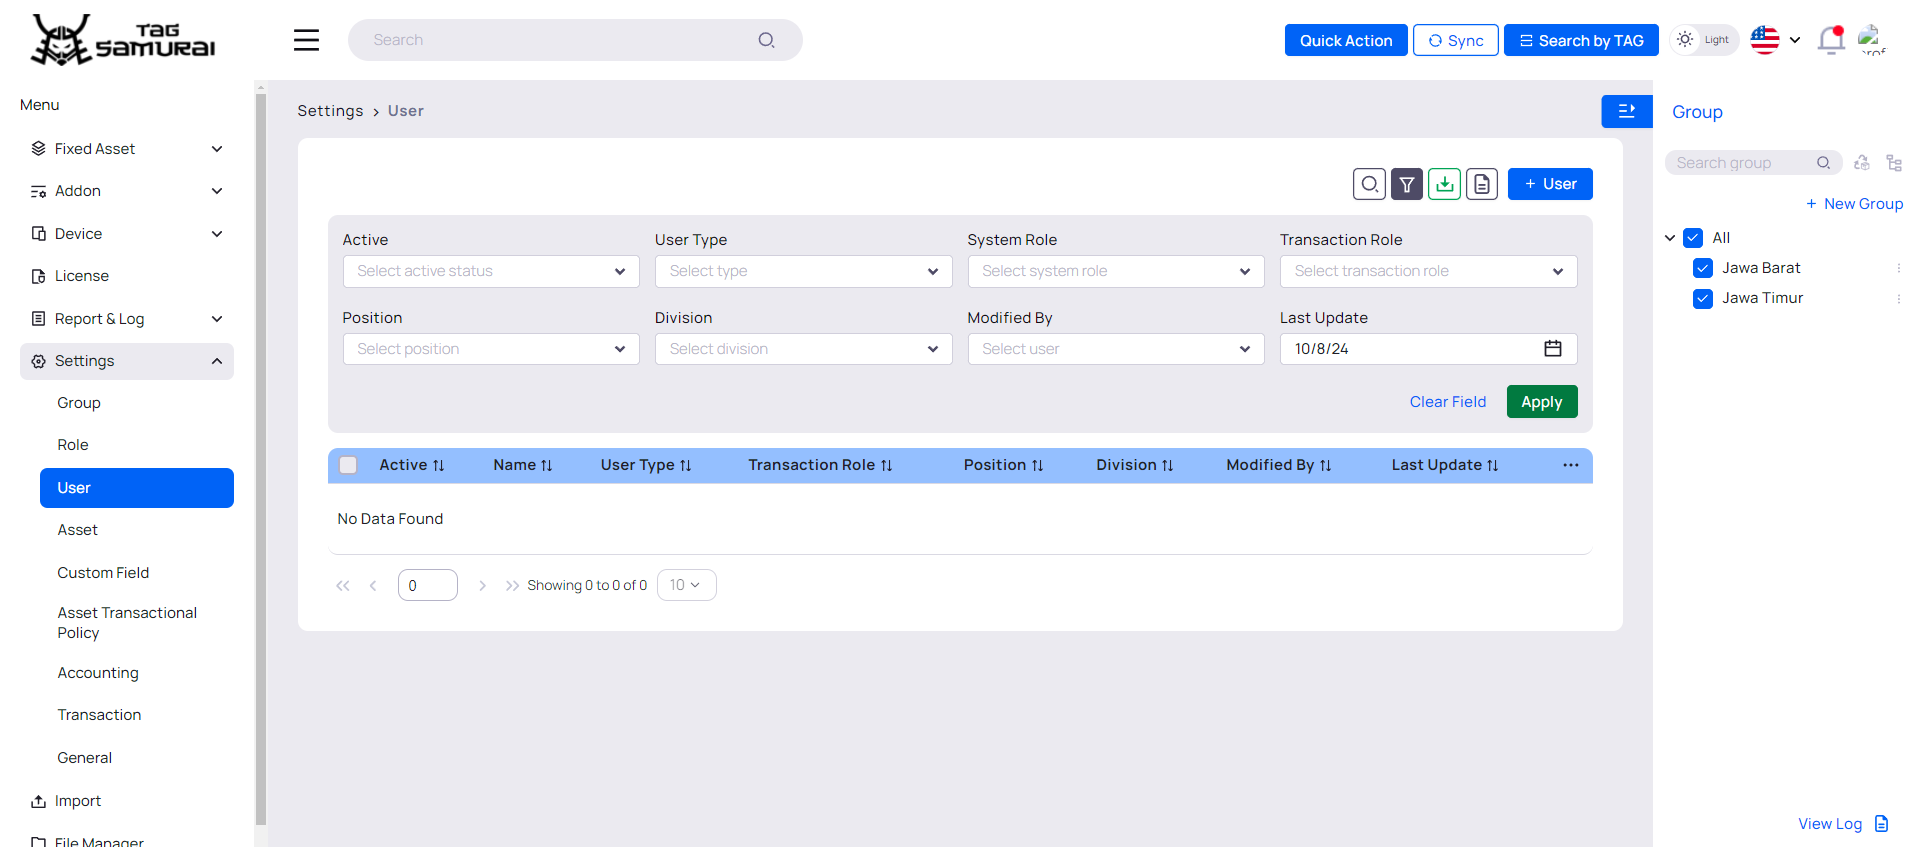 TAG
SAMURAI
Search
Quick Action
Sync
Search by TAG
Light
Menu
Fixed Asset
Addon
Device
License
Report & Log
Settings
Group
Role
User
Asset
Custom Field
Asset Transactional
Policy
Accounting
Transaction
General
Import
File Manager
Settings > User
+ User
Active
User Type
System Role
Transaction Role
Select active status
Select type
Select system role
Select transaction role
Position
Division
Modified By
Last Update
Select position
Select division
Select user
10/8/24
Clear Field
Apply
Active
Name
User Type
Transaction Role
Position
Division
Modified By
Last Update
No Data Found
0
Showing 0 to 0 of 0
10
Group
Search group
+ New Group
All
Jawa Barat
Jawa Timur
View Log